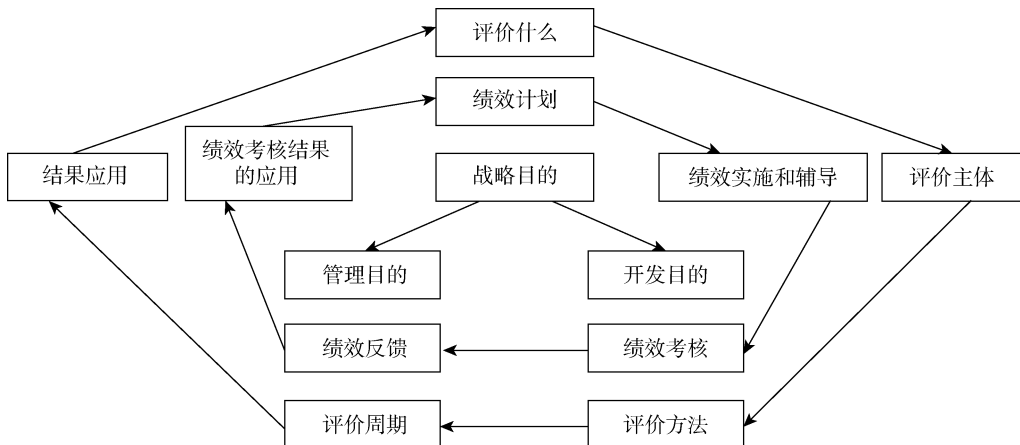 评价什么
绩效计划
绩效考核结果
的应用
结果应用
战略目的
绩效实施和辅导
评价主体
管理目的
开发目的
绩效反馈
绩效考核
评价周期
评价方法